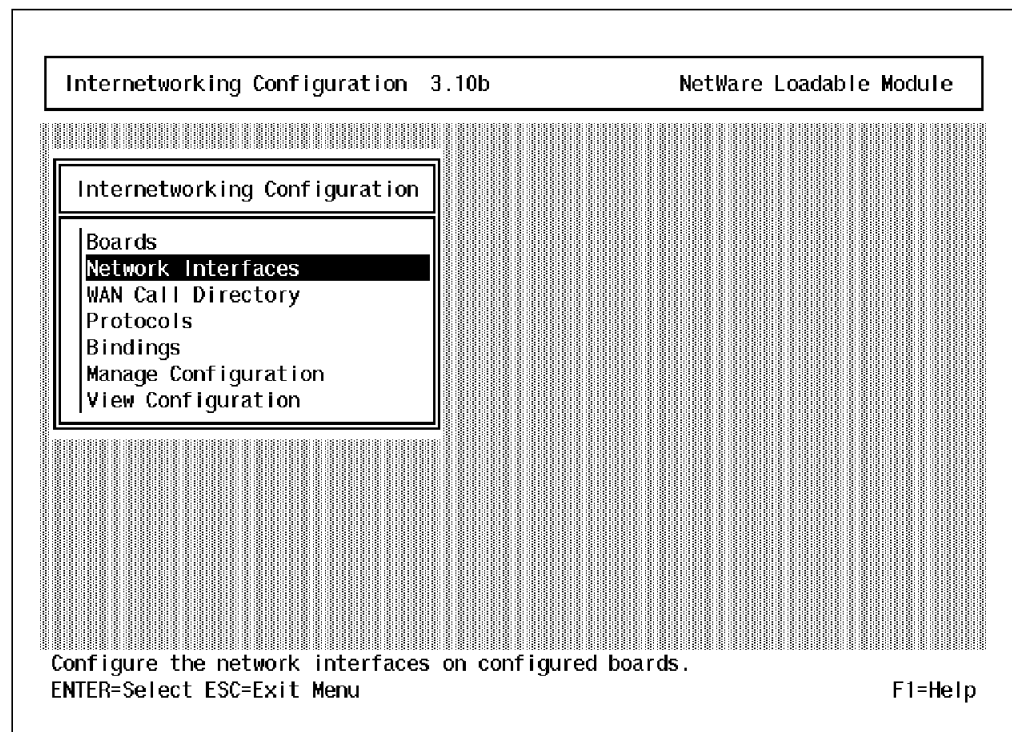 Internetworking Configuration 3.10b NetWare Loadable Module
Internetworking Configuration
Boards
Network Interfaces
WAN Call Directory
Protocols
Bindings
Manage Configuration
View Configuration
Configure the network interfaces on configured boards.
ENTER=Select ESC=Exit Menu F1=Help